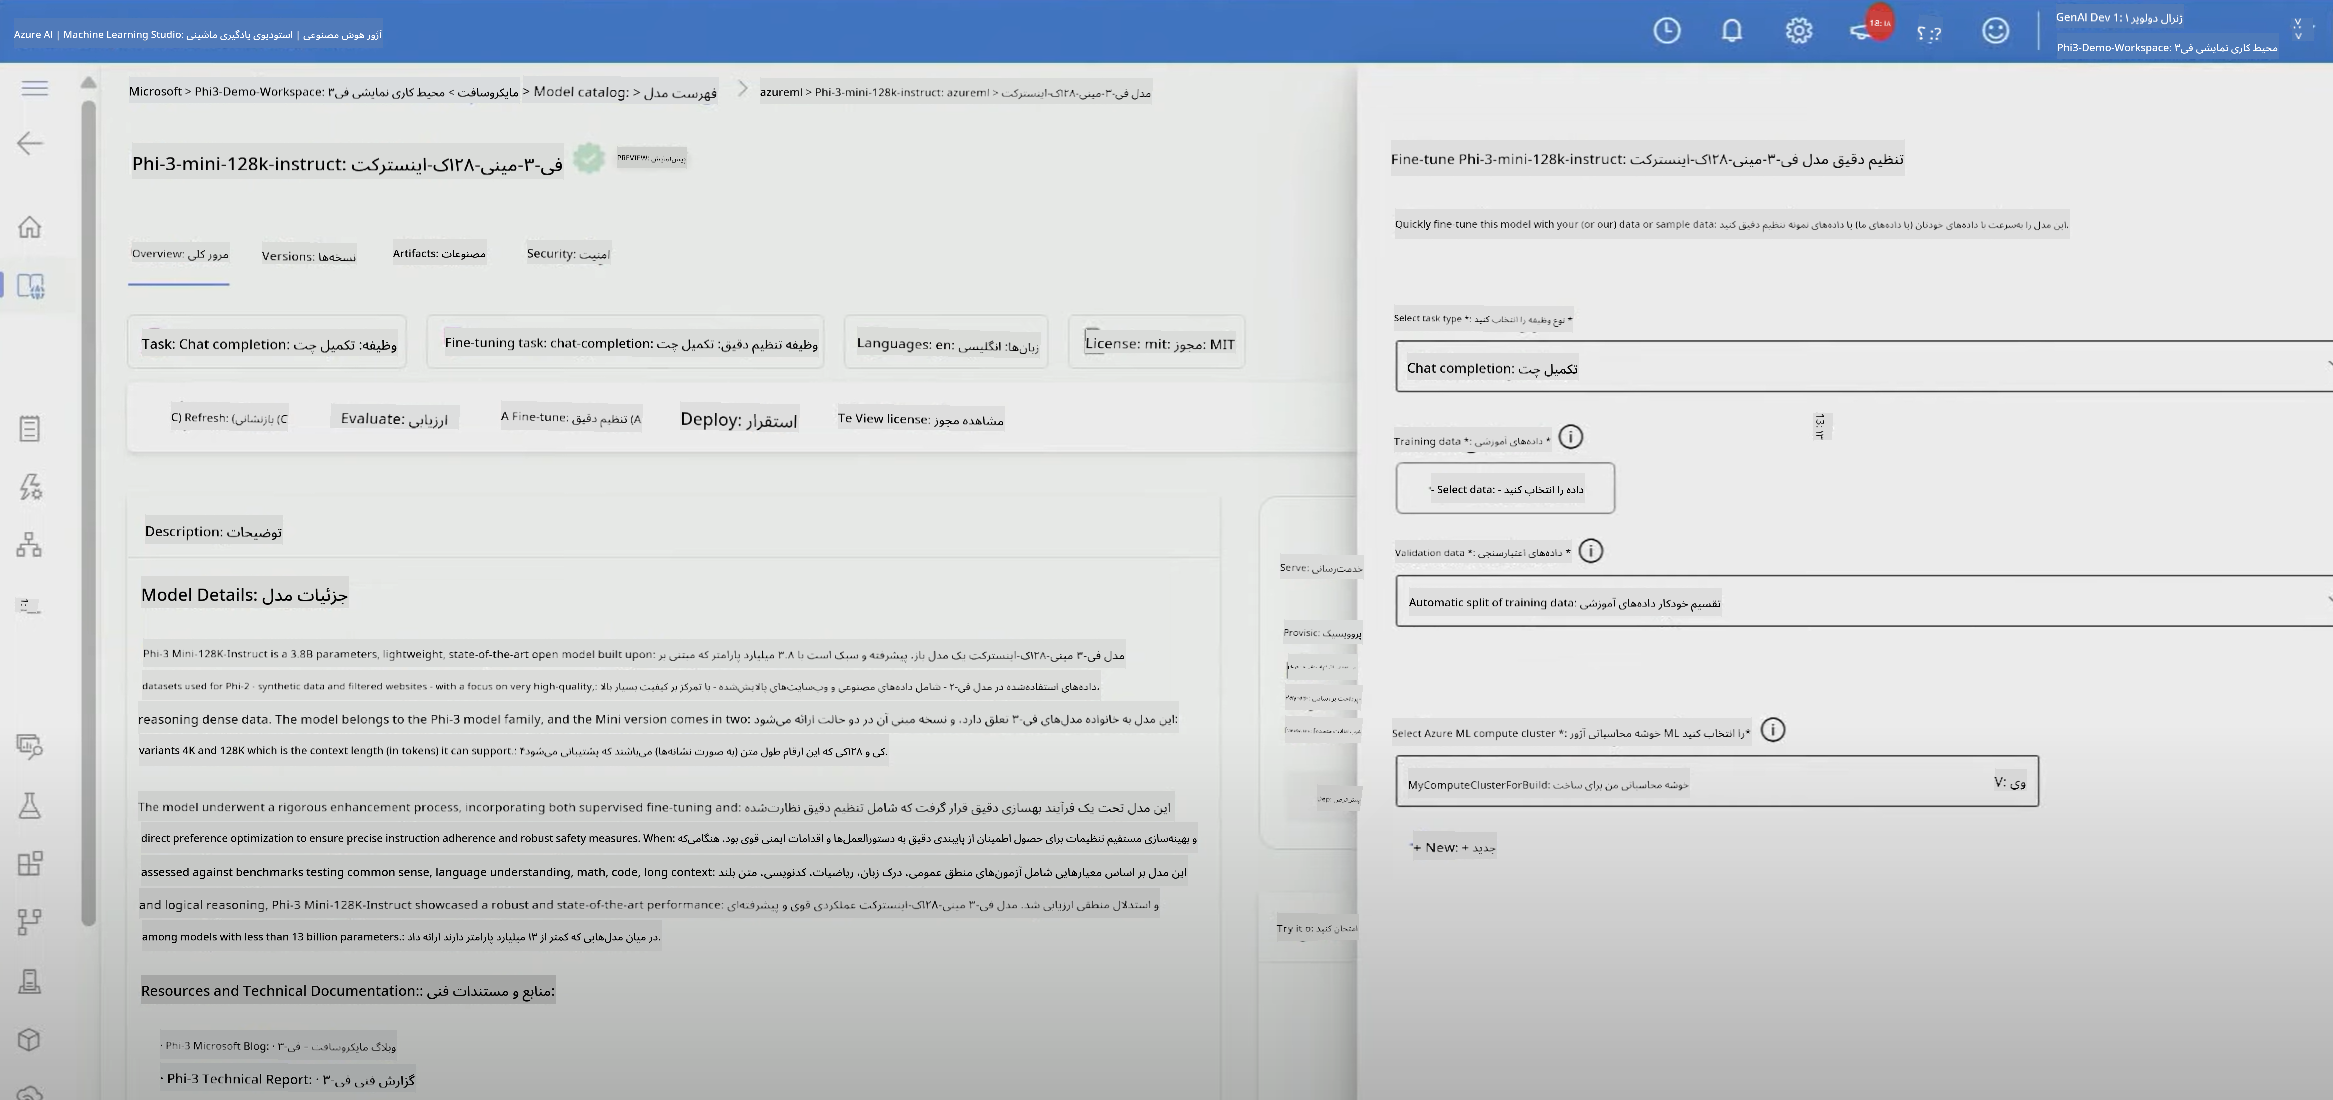 Azure AI | Machine Learning Studio: آزور هوش مصنوعی | استودیوی یادگیری ماشینی
18: ۱۸
؟ :?
GenAI Dev 1: ژنرال دولوپر ۱
Phi3-Demo-Workspace: محیط کاری نمایشی فی۳
Microsoft > Phi3-Demo-Workspace: مایکروسافت > محیط کاری نمایشی فی۳ > Model catalog: > فهرست مدل
azureml > Phi-3-mini-128k-instruct: azureml > مدل فی-۳-مینی-۱۲۸ک-اینسترکت
Phi-3-mini-128k-instruct: فی-۳-مینی-۱۲۸ک-اینسترکت
PREVIEW: پیش‌نمایش
Overview: مرور کلی
Versions: نسخه‌ها
Artifacts: مصنوعات
Security: امنیت
Task: Chat completion: وظیفه: تکمیل چت
Fine-tuning task: chat-completion: وظیفه تنظیم دقیق: تکمیل چت
Languages: en: زبان‌ها: انگلیسی
License: mit: مجوز: MIT
C) Refresh: بازنشانی) (C
Evaluate: ارزیابی
A Fine-tune: تنظیم دقیق (A
Deploy: استقرار
Te View license: مشاهده مجوز
Description: توضیحات
Model Details: جزئیات مدل
Phi-3 Mini-128K-Instruct is a 3.8B parameters, lightweight, state-of-the-art open model built upon: مدل فی-۳ مینی-۱۲۸ک-اینسترکت یک مدل باز، پیشرفته و سبک است با ۳.۸ میلیارد پارامتر که مبتنی بر
datasets used for Phi-2 - synthetic data and filtered websites - with a focus on very high-quality,: داده‌های استفاده‌شده در مدل فی-۲ - شامل داده‌های مصنوعی و وب‌سایت‌های پالایش‌شده - با تمرکز بر کیفیت بسیار بالا،
reasoning dense data. The model belongs to the Phi-3 model family, and the Mini version comes in two: این مدل به خانواده مدل‌های فی-۳ تعلق دارد، و نسخه مینی آن در دو حالت ارائه می‌شود:
variants 4K and 128K which is the context length (in tokens) it can support.: ۴کی و ۱۲۸کی که این ارقام طول متن (به صورت نشانه‌ها) می‌باشند که پشتیبانی می‌شود.
The model underwent a rigorous enhancement process, incorporating both supervised fine-tuning and: این مدل تحت یک فرآیند بهسازی دقیق قرار گرفت که شامل تنظیم دقیق نظارت‌شده
direct preference optimization to ensure precise instruction adherence and robust safety measures. When: و بهینه‌سازی مستقیم تنظیمات برای حصول اطمینان از پایبندی دقیق به دستورالعمل‌ها و اقدامات ایمنی قوی بود. هنگامی‌که
assessed against benchmarks testing common sense, language understanding, math, code, long context: این مدل بر اساس معیارهایی شامل آزمون‌های منطق عمومی، درک زبان، ریاضیات، کدنویسی، متن بلند
and logical reasoning, Phi-3 Mini-128K-Instruct showcased a robust and state-of-the-art performance: و استدلال منطقی ارزیابی شد، مدل فی-۳ مینی-۱۲۸ک-اینسترکت عملکردی قوی و پیشرفته‌ای
among models with less than 13 billion parameters.: در میان مدل‌هایی که کمتر از ۱۳ میلیارد پارامتر دارند ارائه داد.
Resources and Technical Documentation:: منابع و مستندات فنی:
· Phi-3 Microsoft Blog: · وبلاگ مایکروسافت - فی-۳
· Phi-3 Technical Report: · گزارش فنی فی-۳
Serve: خدمت‌رسانی
Provisic: پروویسیک
Try it o: امتحان کنید
Fine-tune Phi-3-mini-128k-instruct: تنظیم دقیق مدل فی-۳-مینی-۱۲۸ک-اینسترکت
Quickly fine-tune this model with your (or our) data or sample data: این مدل را به‌سرعت با داده‌های خودتان (یا داده‌های ما) یا داده‌های نمونه تنظیم دقیق کنید.
Select task type *: نوع وظیفه را انتخاب کنید *
Chat completion: تکمیل چت
13: ۱۳
Training data *: داده‌های آموزشی *
- Select data: - داده را انتخاب کنید
Validation data *: داده‌های اعتبارسنجی *
Automatic split of training data: تقسیم خودکار داده‌های آموزشی
Select Azure ML compute cluster *: خوشه محاسباتی آزور ML را انتخاب کنید*
MyComputeClusterForBuild: خوشه محاسباتی من برای ساخت
V: وی
+ New: + جدید